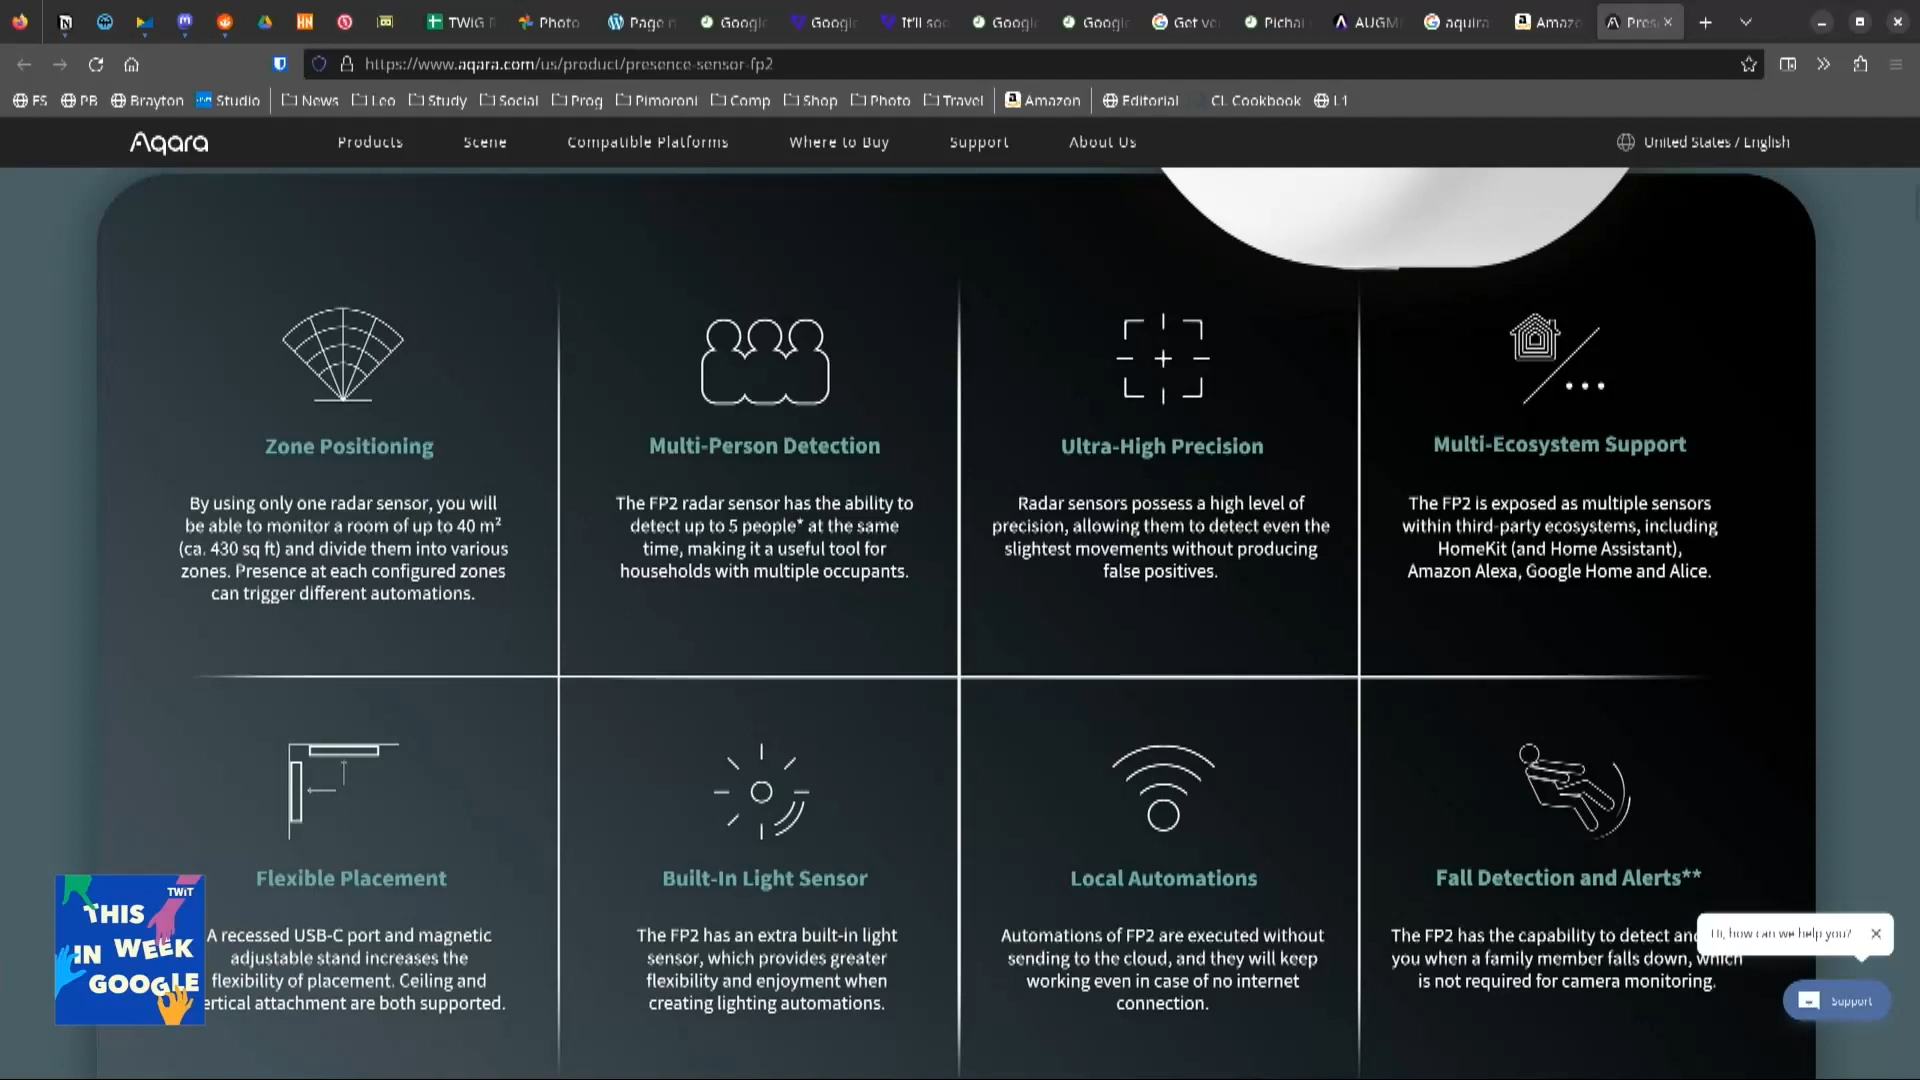 TWiG
Photo
Page
Google
Google
It'll soo
Google
Google
Get ve
Pichai
AUGM
aquira
Amazo
Pres
https://www.aqara.com/us/product/presence-sensor-fp2
FS
PB
Brayton
Studio
News
Leo
Study
Social
Prog
Pimoroni
Comp
Shop
Photo
Travel
Amazon
Editorial
CL Cookbook
L1
Aqara
Products
Scene
Compatible Platforms
Where to Buy
Support
About Us
United States / English
Zone Positioning
By using only one radar sensor, you will
be able to monitor a room of up to 40 m²
(ca. 430 sq ft) and divide them into various
zones. Presence at each configured zones
can trigger different automations.
Multi-Person Detection
The FP2 radar sensor has the ability to
detect up to 5 people* at the same
time, making it a useful tool for
households with multiple occupants.
Ultra-High Precision
Radar sensors possess a high level of
precision, allowing them to detect even the
slightest movements without producing
false positives.
Multi-Ecosystem Support
The FP2 is exposed as multiple sensors
within third-party ecosystems, including
HomeKit (and Home Assistant),
Amazon Alexa, Google Home and Alice.
Flexible Placement
A recessed USB-C port and magnetic
adjustable stand increases the
flexibility of placement. Ceiling and
ertical attachment are both supported.
Built-In Light Sensor
The FP2 has an extra built-in light
sensor, which provides greater
flexibility and enjoyment when
creating lighting automations.
Local Automations
Automations of FP2 are executed without
sending to the cloud, and they will keep
working even in case of no internet
connection.
Fall Detection and Alerts**
The FP2 has the capability to detect and
you when a family member falls down, which
is not required for camera monitoring.
Hi, how can we help you?
Support
TWiT
THIS
IN WEEK
GOOGLE